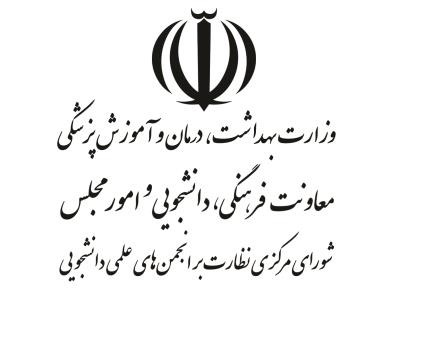 وزارت بهداشت، درمان و آموزش پزشکی
معاونت فرهنگی، دانشجویی و امور مجلس
شورای مرکزی نظارت بر انجمن های علمی دانشجویی